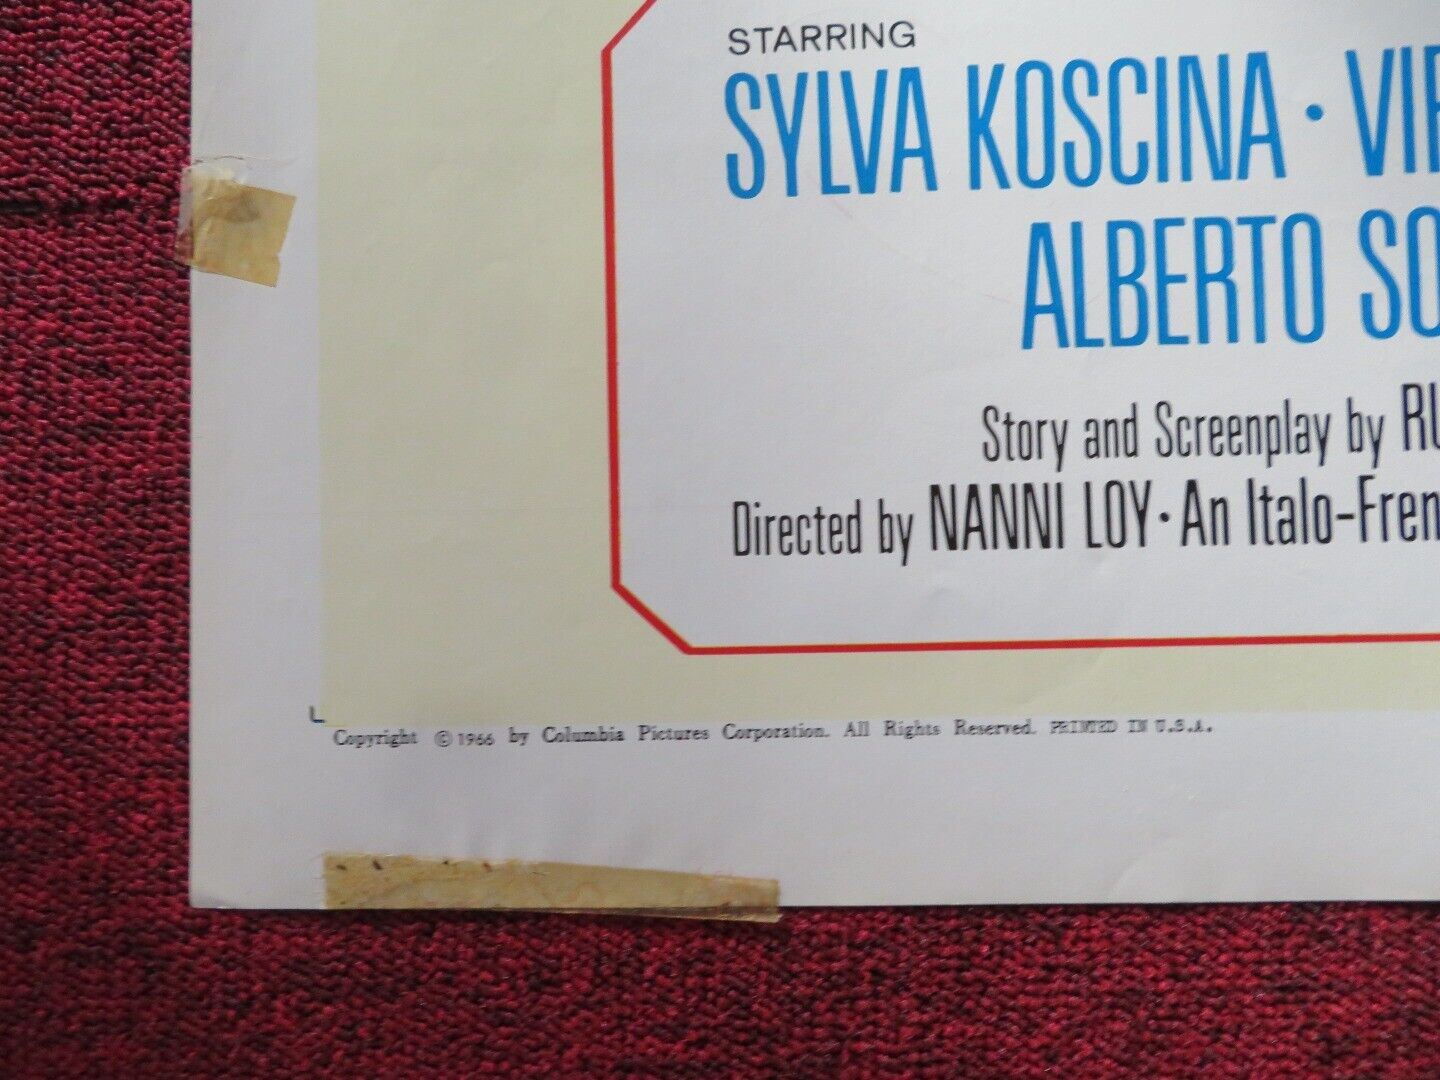 STARRING
SYLVA KOSCINA · VIR
ALBERTO SO
Story and Screenplay by RU
Directed by NANNI LOY · An Italo-Fren
Copyright © 1966 by Columbia Pictures Corporation. All Rights Reserved. PRINTED IN U.S.A.